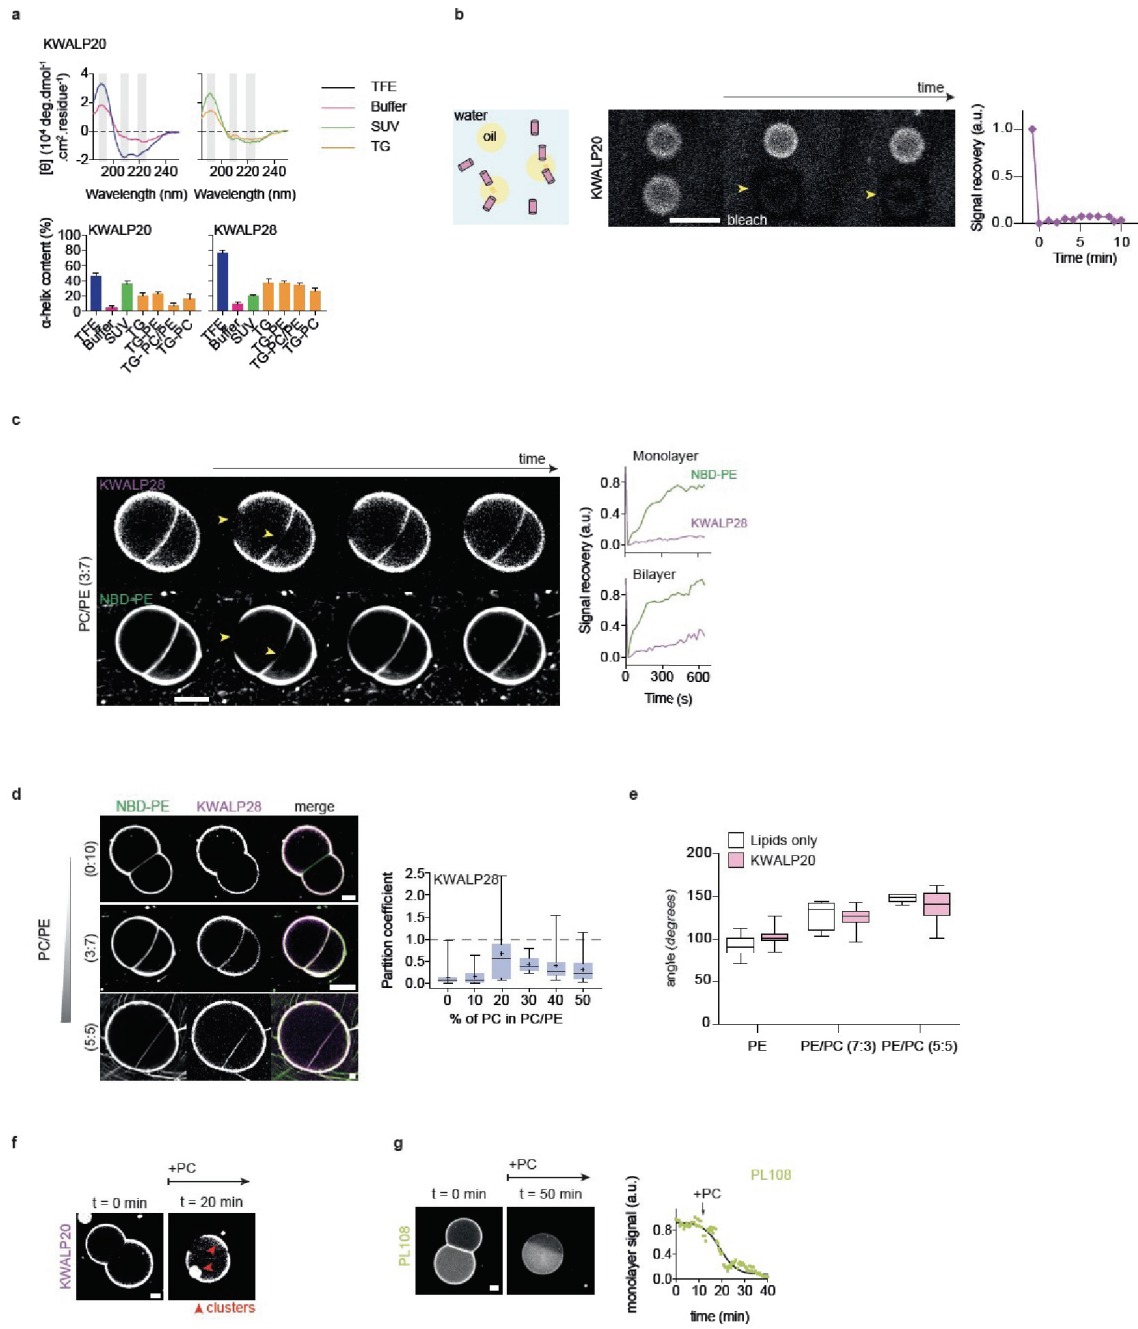 a
KWALP20
[θ] (10⁴ deg.dmol⁻¹
.cm².residue⁻¹)
4
2
0
-2
200 220 240
200 220 240
Wavelength (nm)
Wavelength (nm)
TFE
Buffer
SUV
TG
KWALP20
KWALP28
α-helix content (%)
100
80
60
40
20
0
TFE
Buffer
SUV
TG
TG-PE
TG- PC/PE
TG-PC
TFE
Buffer
SUV
TG
TG-PE
TG-PC/PE
TG-PC
b
water
oil
time
KWALP20
bleach
Signal recovery (a.u.)
1.0
0.5
0.0
0 5 10
Time (min)
c
time
PC/PE (3:7)
KWALP28
NBD-PE
Monolayer
NBD-PE
KWALP28
0.8
0.4
0.0
Signal recovery (a.u.)
Bilayer
0.8
0.4
0.0
0 300 600
Time (s)
d
NBD-PE KWALP28 merge
PC/PE
(0:10)
(3:7)
(5:5)
KWALP28
Partition coefficient
2.5
2.0
1.5
1.0
0.5
0.0
0 10 20 30 40 50
% of PC in PC/PE
e
Lipids only
KWALP20
angle (degrees)
200
150
100
50
0
PE PE/PC (7:3) PE/PC (5:5)
f
+PC
t = 0 min t = 20 min
KWALP20
clusters
g
+PC
t = 0 min t = 50 min
PL108
PL108
+PC
monolayer signal (a.u.)
0.8
0.4
0.0
0 10 20 30 40
time (min)